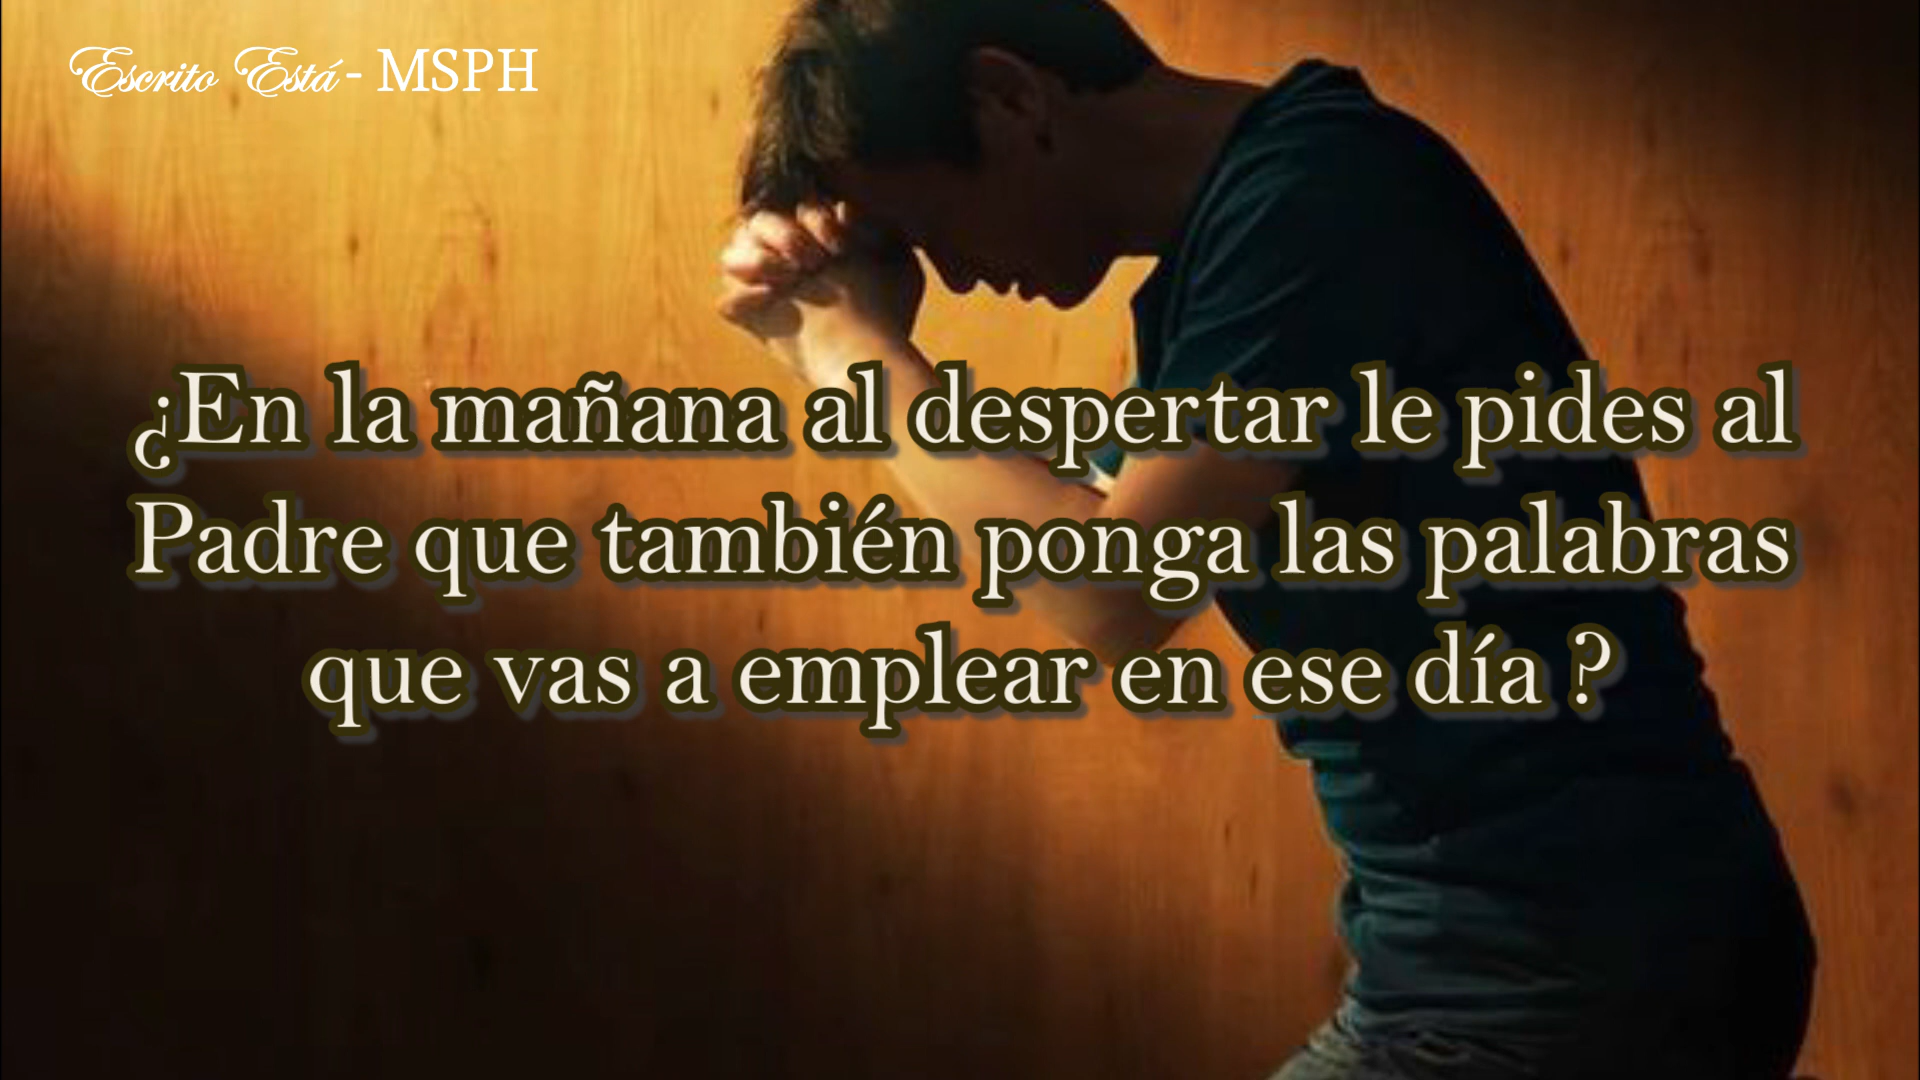 Escrito Está - MSPH
¿En la mañana al despertar le pides al
Padre que también ponga las palabras
que vas a emplear en ese día ?